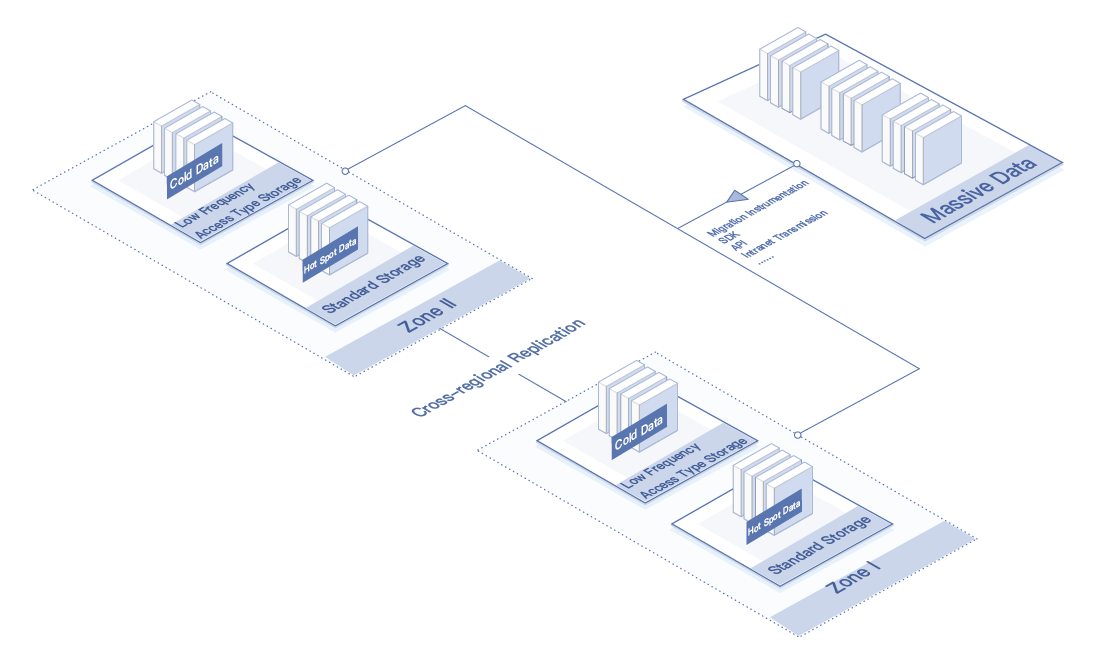 Massive Data
Migration Instrumentation
SDK
API
Intranet Transmission
......
Cold Data
Low Frequency
Access Type Storage
Hot Spot Data
Standard Storage
Zone II
Cross-regional Replication
Cold Data
Low Frequency
Access Type Storage
Hot Spot Data
Standard Storage
Zone I